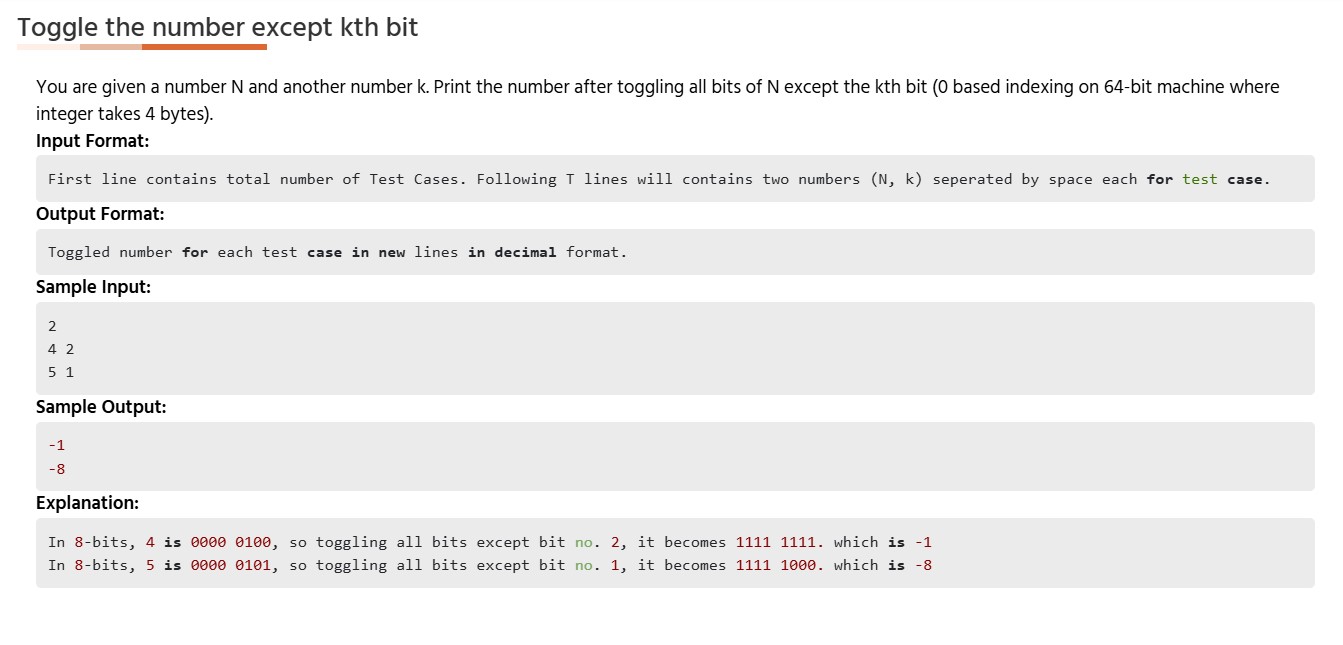 Toggle the number except kth bit
You are given a number N and another number k. Print the number after toggling all bits of N except the kth bit (0 based indexing on 64-bit machine where
integer takes 4 bytes).
Input Format:
First line contains total number of Test Cases. Following T lines will contains two numbers (N, k) seperated by space each for test case.
Output Format:
Toggled number for each test case in new lines in decimal format.
Sample Input:
2
4 2
5 1
Sample Output:
-1
-8
Explanation:
In 8-bits, 4 is 0000 0100, so toggling all bits except bit no. 2, it becomes 1111 1111. which is -1
In 8-bits, 5 is 0000 0101, so toggling all bits except bit no. 1, it becomes 1111 1000. which is -8